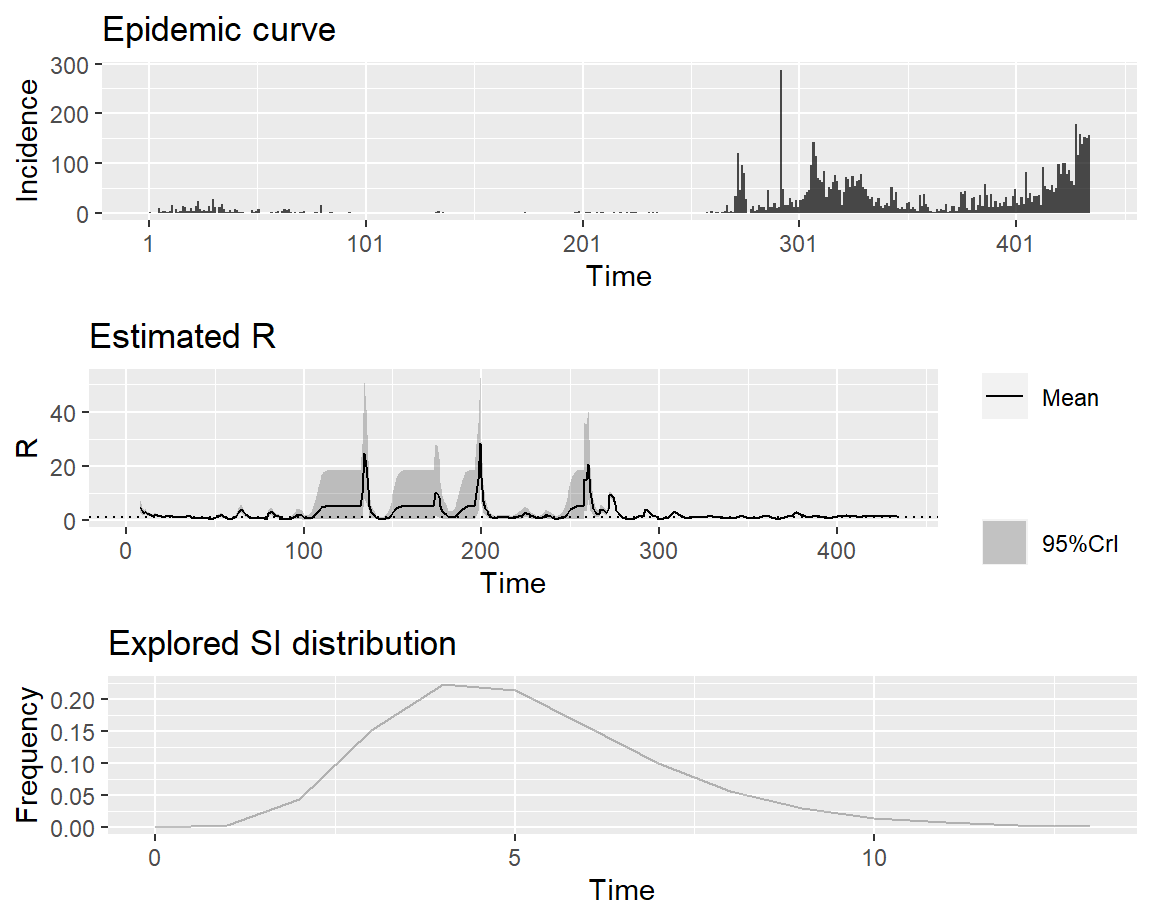 Epidemic curve
300
200
100
0
Incidence
1
101
201
301
401
Time
Estimated R
40
20
0
R
0
100
200
300
400
Time
Mean
95%CrI
Explored SI distribution
0.20
0.15
0.10
0.05
0.00
Frequency
0
5
10
Time